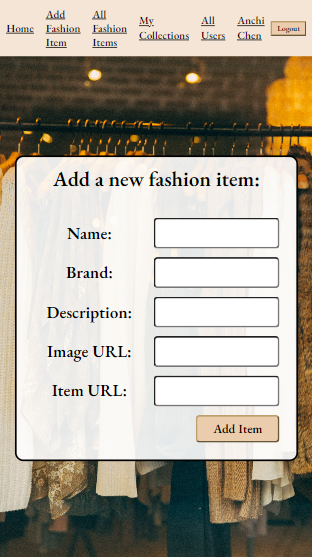 Home
Add Fashion Item
All Fashion Items
My Collections
All Users
Anchi Chen
Logout
Add a new fashion item:
Name:
Brand:
Description:
Image URL:
Item URL:
Add Item